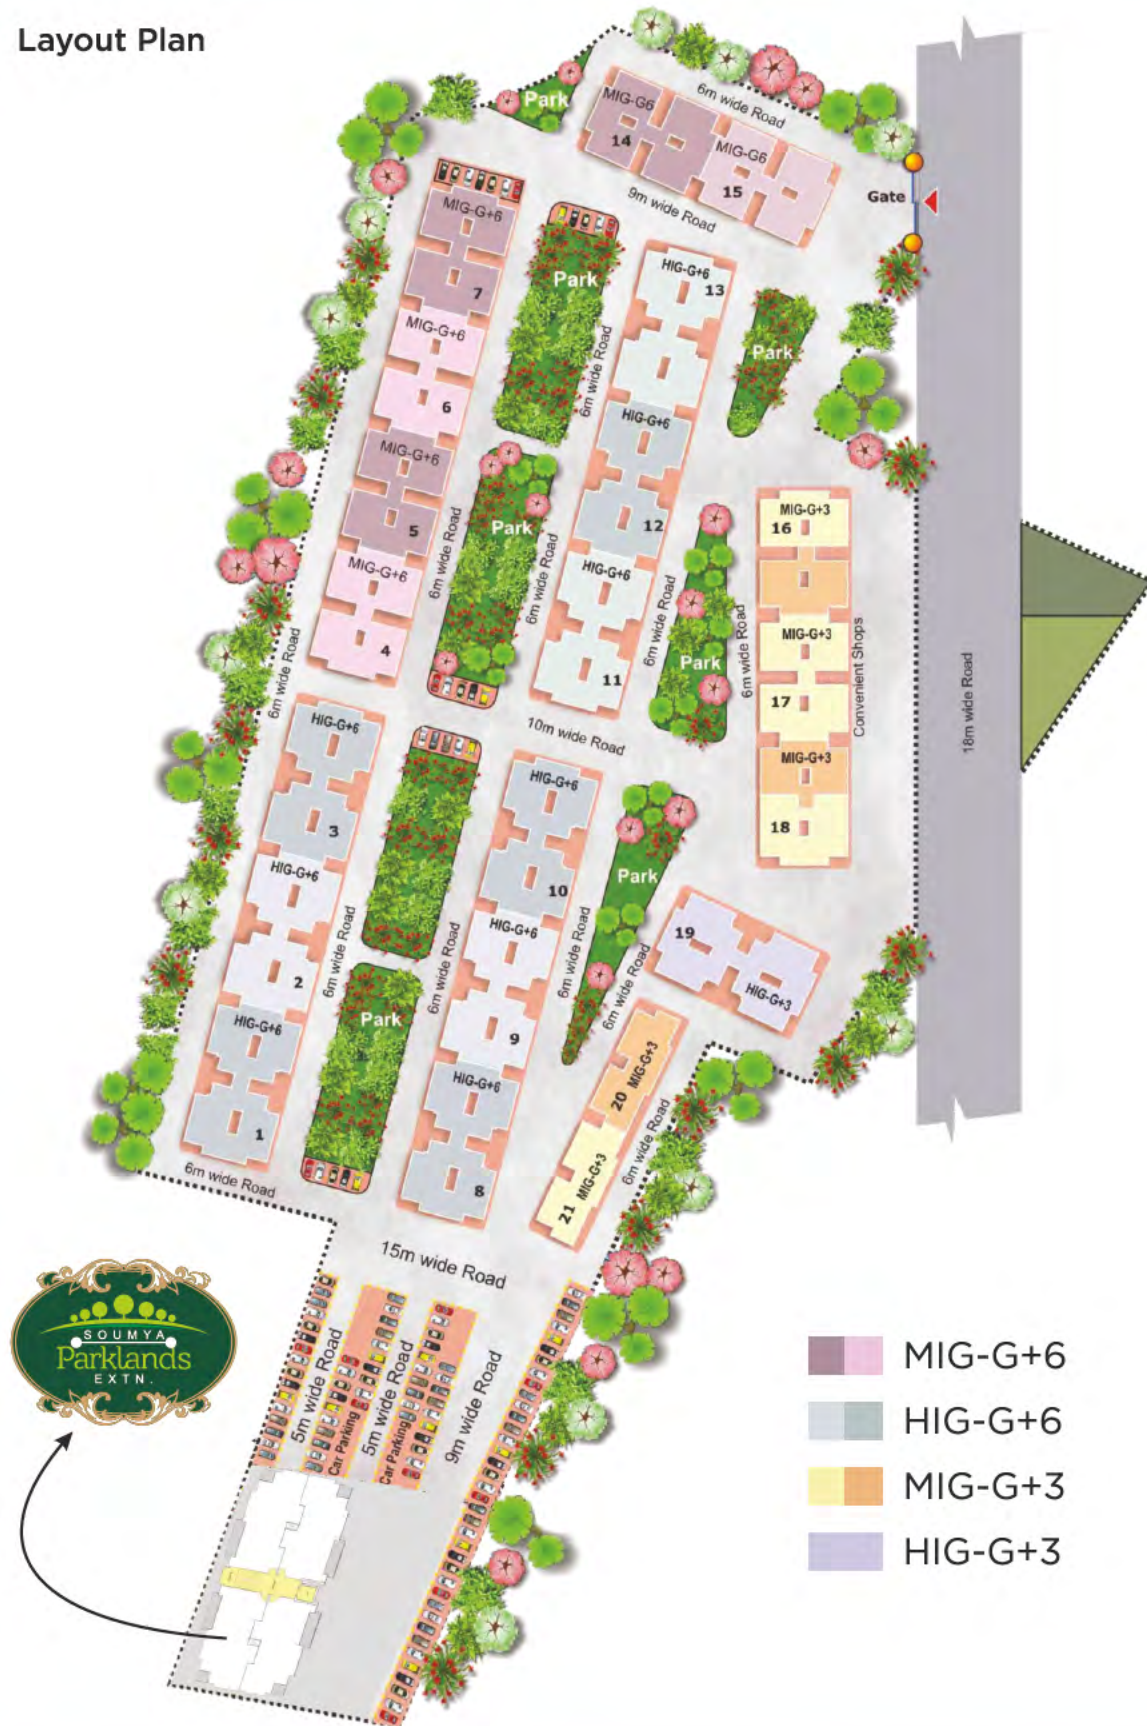 Layout Plan
Park
MIG-G6
14
6m wide Road
MIG-G6
15
9m wide Road
Gate
MIG-G+6
7
Park
HIG-G+6
13
6m wide Road
Park
MIG-G+6
6
HIG-G+6
12
MIG-G+6
5
6m wide Road
Park
6m wide Road
MIG-G+3
16
MIG-G+6
4
HIG-G+6
11
6m wide Road
Park
6m wide Road
MIG-G+3
17
Convenient Shops
18m wide Road
6m wide Road
10m wide Road
HIG-G+6
3
HIG-G+6
10
MIG-G+3
18
Park
HIG-G+6
2
6m wide Road
6m wide Road
HIG-G+6
9
6m wide Road
6m wide Road
19
HIG-G+3
HIG-G+6
1
Park
HIG-G+6
8
20 MIG-G+3
21 MIG-G+3
6m wide Road
6m wide Road
15m wide Road
5m wide Road
Car Parking
5m wide Road
Car Parking
9m wide Road
SOUMYA
Parklands
EXTN.
MIG-G+6
HIG-G+6
MIG-G+3
HIG-G+3